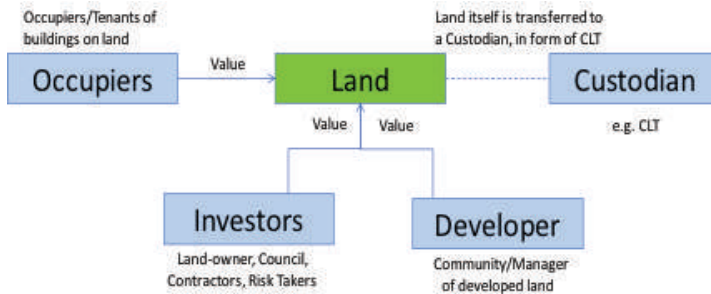 Occupiers/Tenants of
buildings on land
Land itself is transferred to
a Custodian, in form of CLT
Occupiers
Value
Land
Custodian
e.g. CLT
Value
Value
Investors
Developer
Land-owner, Council,
Contractors, Risk Takers
Community/Manager
of developed land